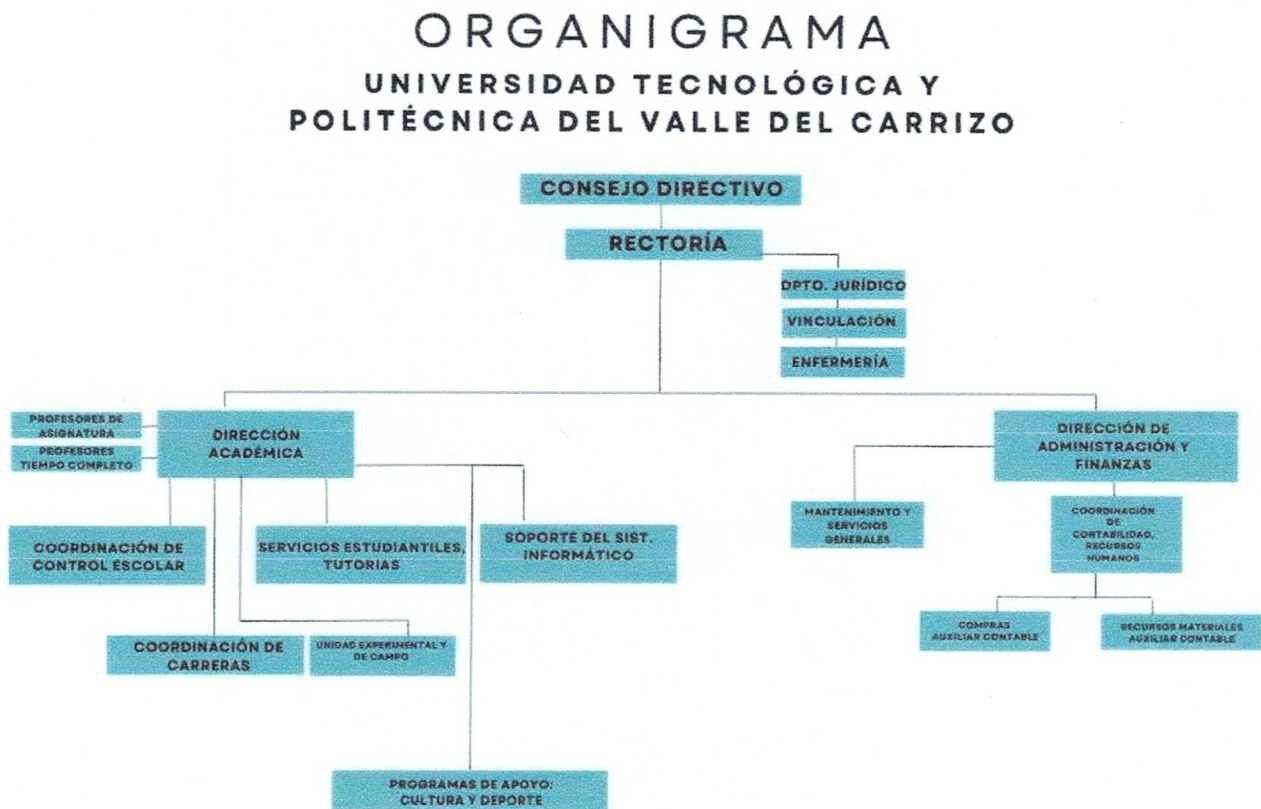 ORGANIGRAMA
UNIVERSIDAD TECNOLÓGICA Y
POLITÉCNICA DEL VALLE DEL CARRIZO
CONSEJO DIRECTIVO
RECTORÍA
DPTO. JURÍDICO
VINCULACIÓN
ENFERMERÍA
PROFESORES DE
ASIGNATURA
PROFESORES
TIEMPO COMPLETO
DIRECCIÓN
ACADÉMICA
DIRECCIÓN DE
ADMINISTRACIÓN Y
FINANZAS
COORDINACIÓN DE
CONTROL ESCOLAR
SERVICIOS ESTUDIANTILES,
TUTORIAS
SOPORTE DEL SIST.
INFORMÁTICO
MANTENIMIENTO Y
SERVICIOS
GENERALES
COORDINACIÓN
DE
CONTABILIDAD,
RECURSOS
HUMANOS
COORDINACIÓN DE
CARRERAS
UNIDAD EXPERIMENTAL Y
DE CAMPO
COMPRAS
AUXILIAR CONTABLE
RECURSOS MATERIALES
AUXILIAR CONTABLE
PROGRAMAS DE APOYO:
CULTURA Y DEPORTE